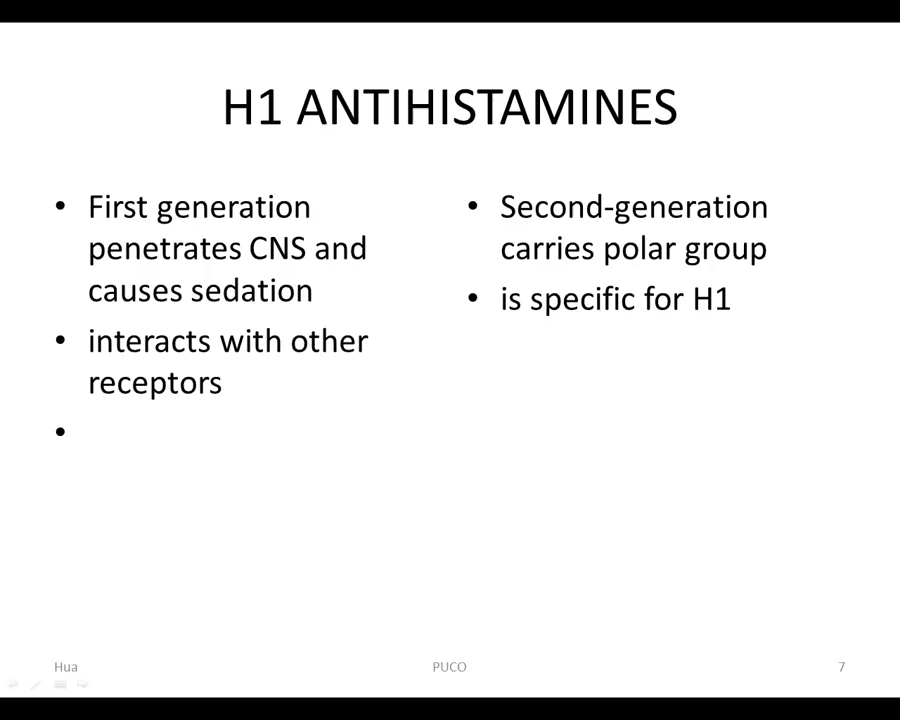 H1 ANTIHISTAMINES
• First generation
penetrates CNS and
causes sedation
• interacts with other
receptors
•
• Second-generation
carries polar group
• is specific for H1
Hua
PUCO
7